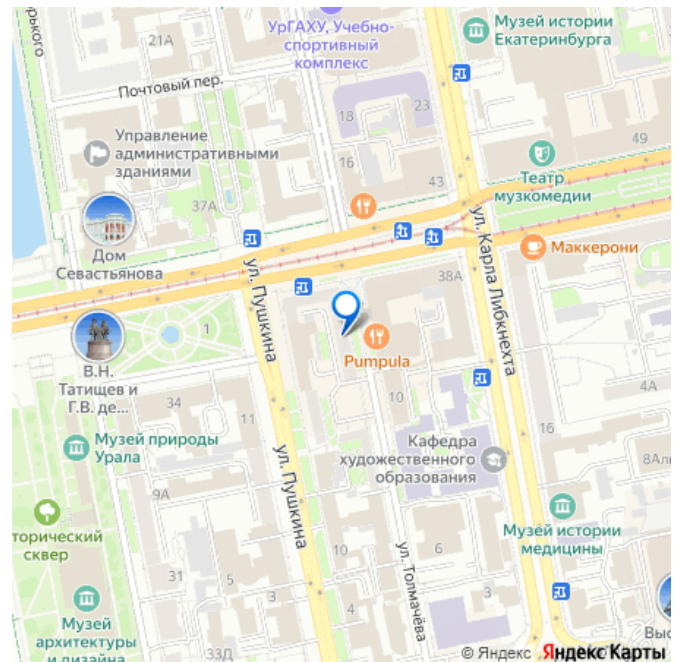 орького
21А
УрГАХУ, Учебно-
спортивный
комплекс
Музей истории
Екатеринбурга
Почтовый пер.
18
23
49
Управление
административными
зданиями
16
43
Театр
музкомедии
37А
Дом
Севастьянова
ул. Пушкина
ул. Карла Либкнехта
Маккерони
38А
1
Pumpula
В.Н.
Татищев и
Г.В. де...
34
11
10
4А
16
Музей природы
Урала
ул. Пушкина
Кафедра
художественного
образования
8Аль
9А
торический
сквер
Музей истории
медицины
10
6
ул. Толмачёва
31
5
3
4
3
Музей
архитектуры
и дизайна
33Д
Выс
© Яндекс Яндекс Карты